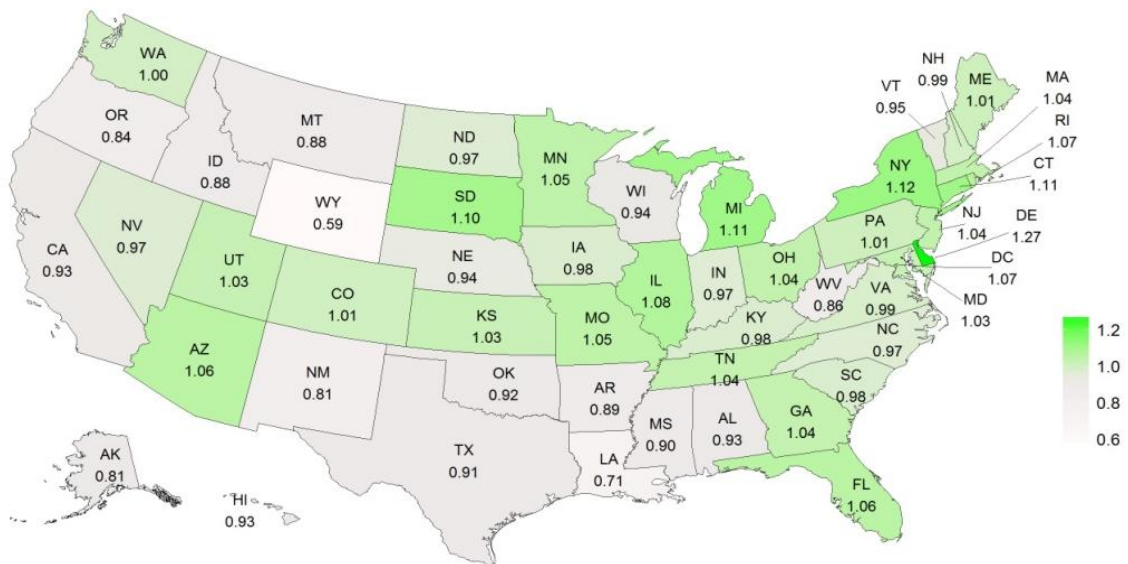 WA
1.00
OR
0.84
CA
0.93
NV
0.97
ID
0.88
MT
0.88
WY
0.59
UT
1.03
AZ
1.06
CO
1.01
NM
0.81
ND
0.97
SD
1.10
NE
0.94
KS
1.03
OK
0.92
TX
0.91
MN
1.05
IA
0.98
MO
1.05
AR
0.89
LA
0.71
WI
0.94
IL
1.08
MI
1.11
IN
0.97
OH
1.04
KY
0.98
TN
1.04
MS
0.90
AL
0.93
GA
1.04
FL
1.06
SC
0.98
NC
0.97
VA
0.99
WV
0.86
PA
1.01
NY
1.12
VT
0.95
NH
0.99
ME
1.01
MA
1.04
RI
1.07
CT
1.11
NJ
1.04
DE
1.27
DC
1.07
MD
1.03
AK
0.81
HI
0.93
1.2
1.0
0.8
0.6